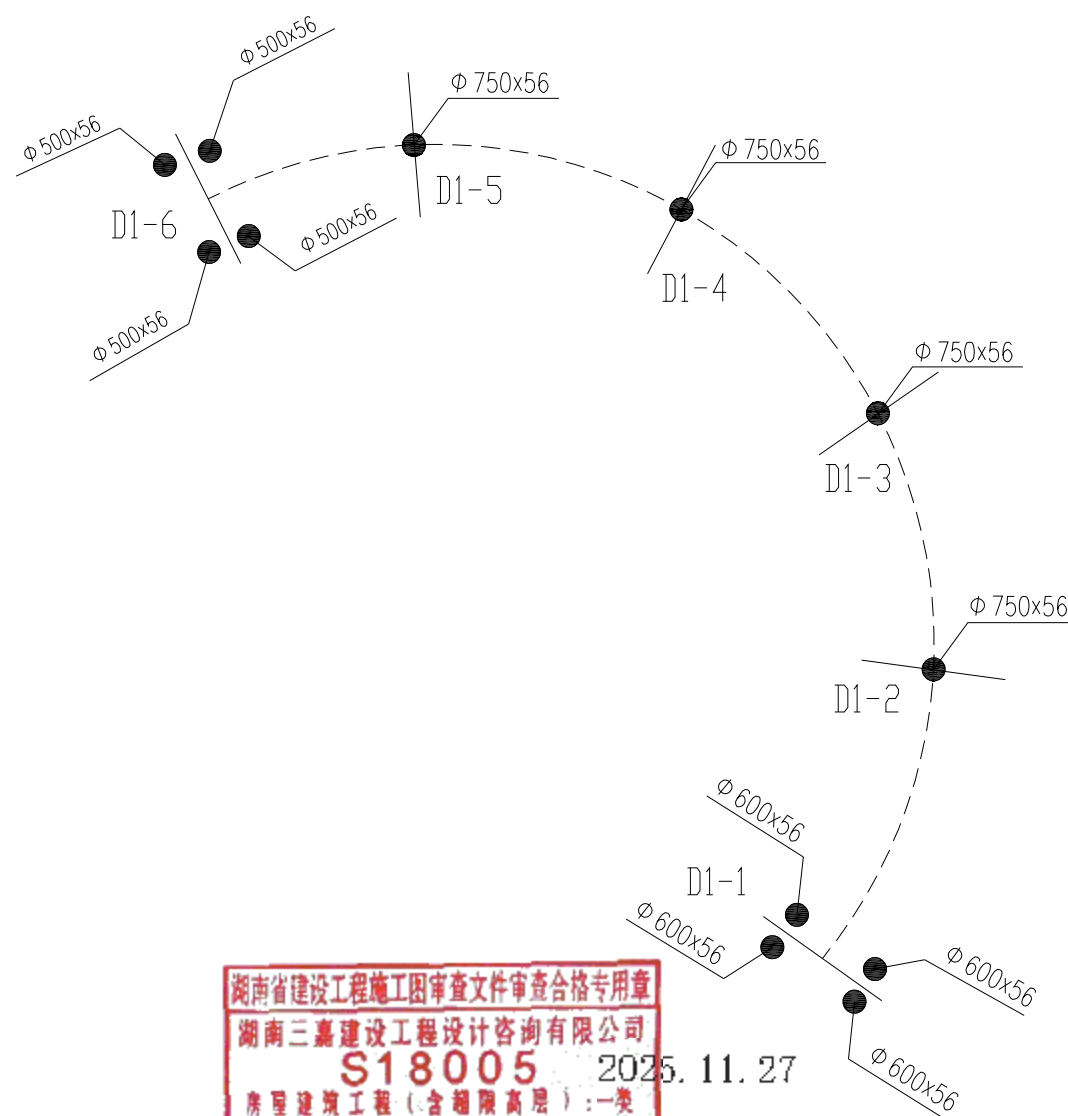 Φ500x56
Φ500x56
Φ750x56
D1-5
Φ750x56
D1-4
D1-6
Φ500x56
Φ500x56
Φ750x56
D1-3
Φ750x56
D1-2
Φ600x56
D1-1
Φ600x56
Φ600x56
Φ600x56
湖南省建设工程施工图审查文件审查合格专用章
湖南三嘉建设工程设计咨询有限公司
S18005
2025.11.27
房屋建筑工程(含超限高层):一类